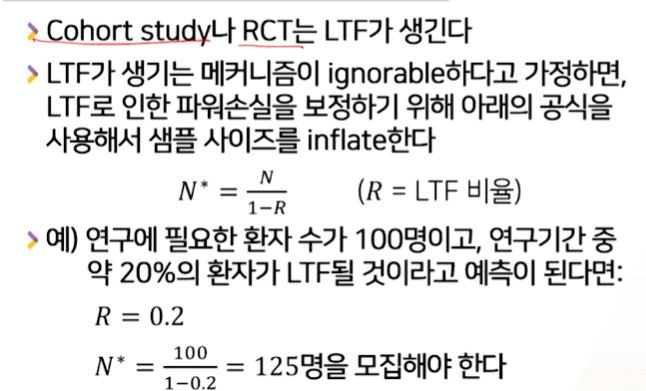 Cohort study나 RCT는 LTF가 생긴다
LTF가 생기는 메커니즘이 ignorable하다고 가정하면,
LTF로 인한 파워손실을 보정하기 위해 아래의 공식을
사용해서 샘플 사이즈를 inflate한다
N* = N/(1−R) (R = LTF 비율)
예) 연구에 필요한 환자 수가 100명이고, 연구기간 중
약 20%의 환자가 LTF될 것이라고 예측이 된다면:
R = 0.2
N* = 100/(1−0.2) = 125명을 모집해야 한다